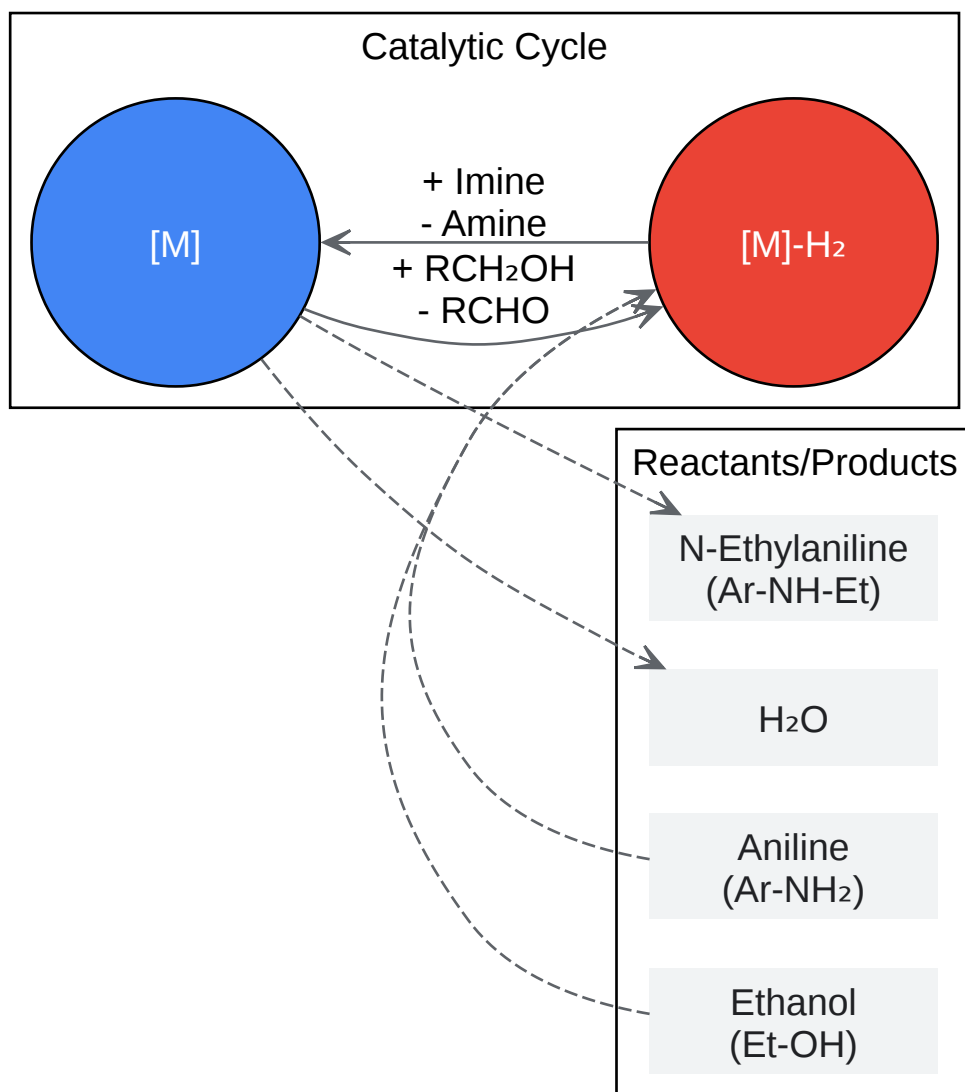 Catalytic Cycle
+ Imine
- Amine
[M]
[M]-H₂
+ RCH₂OH
- RCHO
Reactants/Products
N-Ethylaniline
(Ar-NH-Et)
H₂O
Aniline
(Ar-NH₂)
Ethanol
(Et-OH)